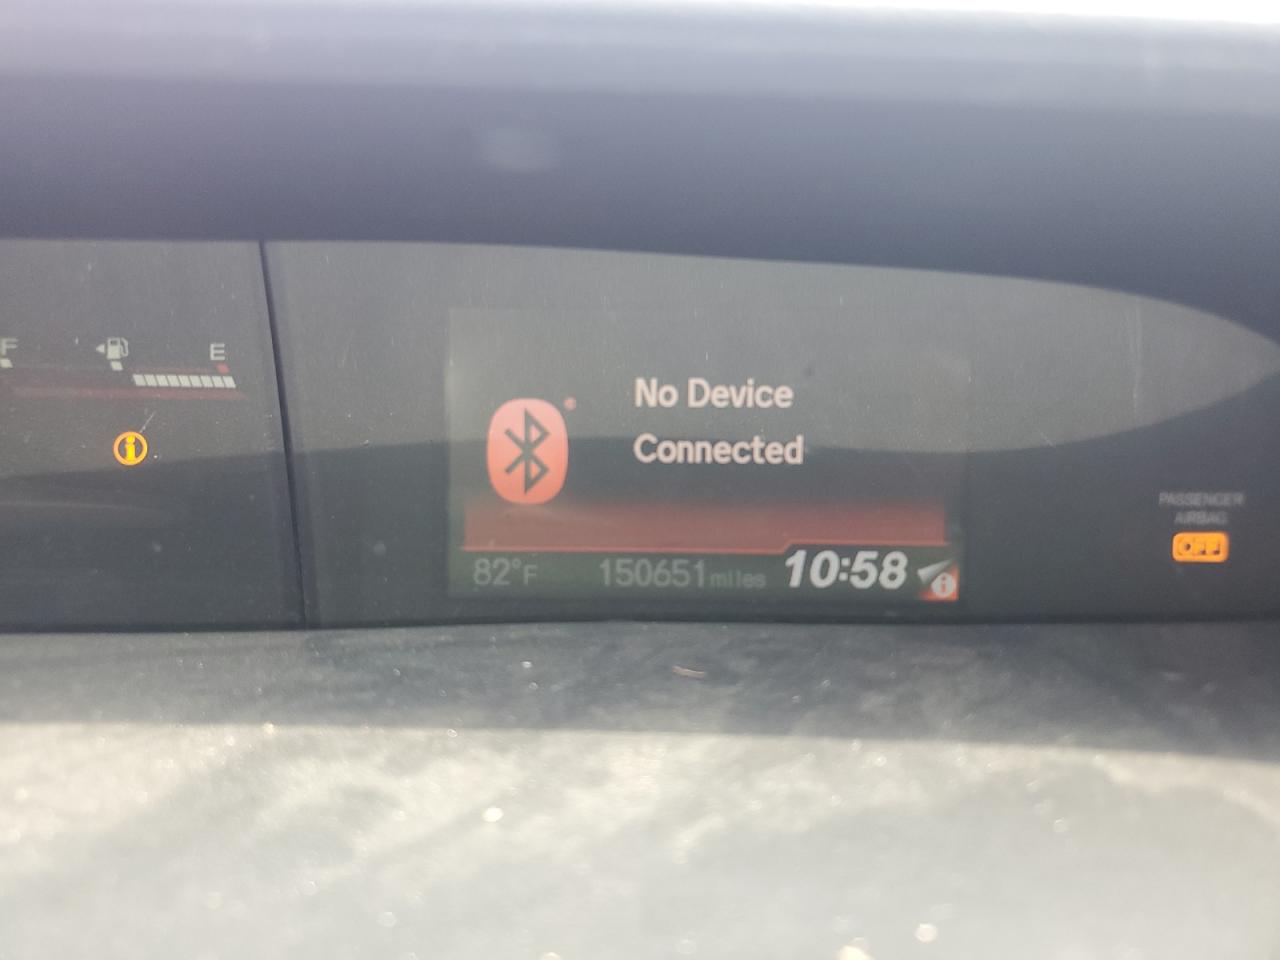 F
E
No Device
Connected
PASSENGER
AIRBAG
OFF
82°F
150651 miles
10:58